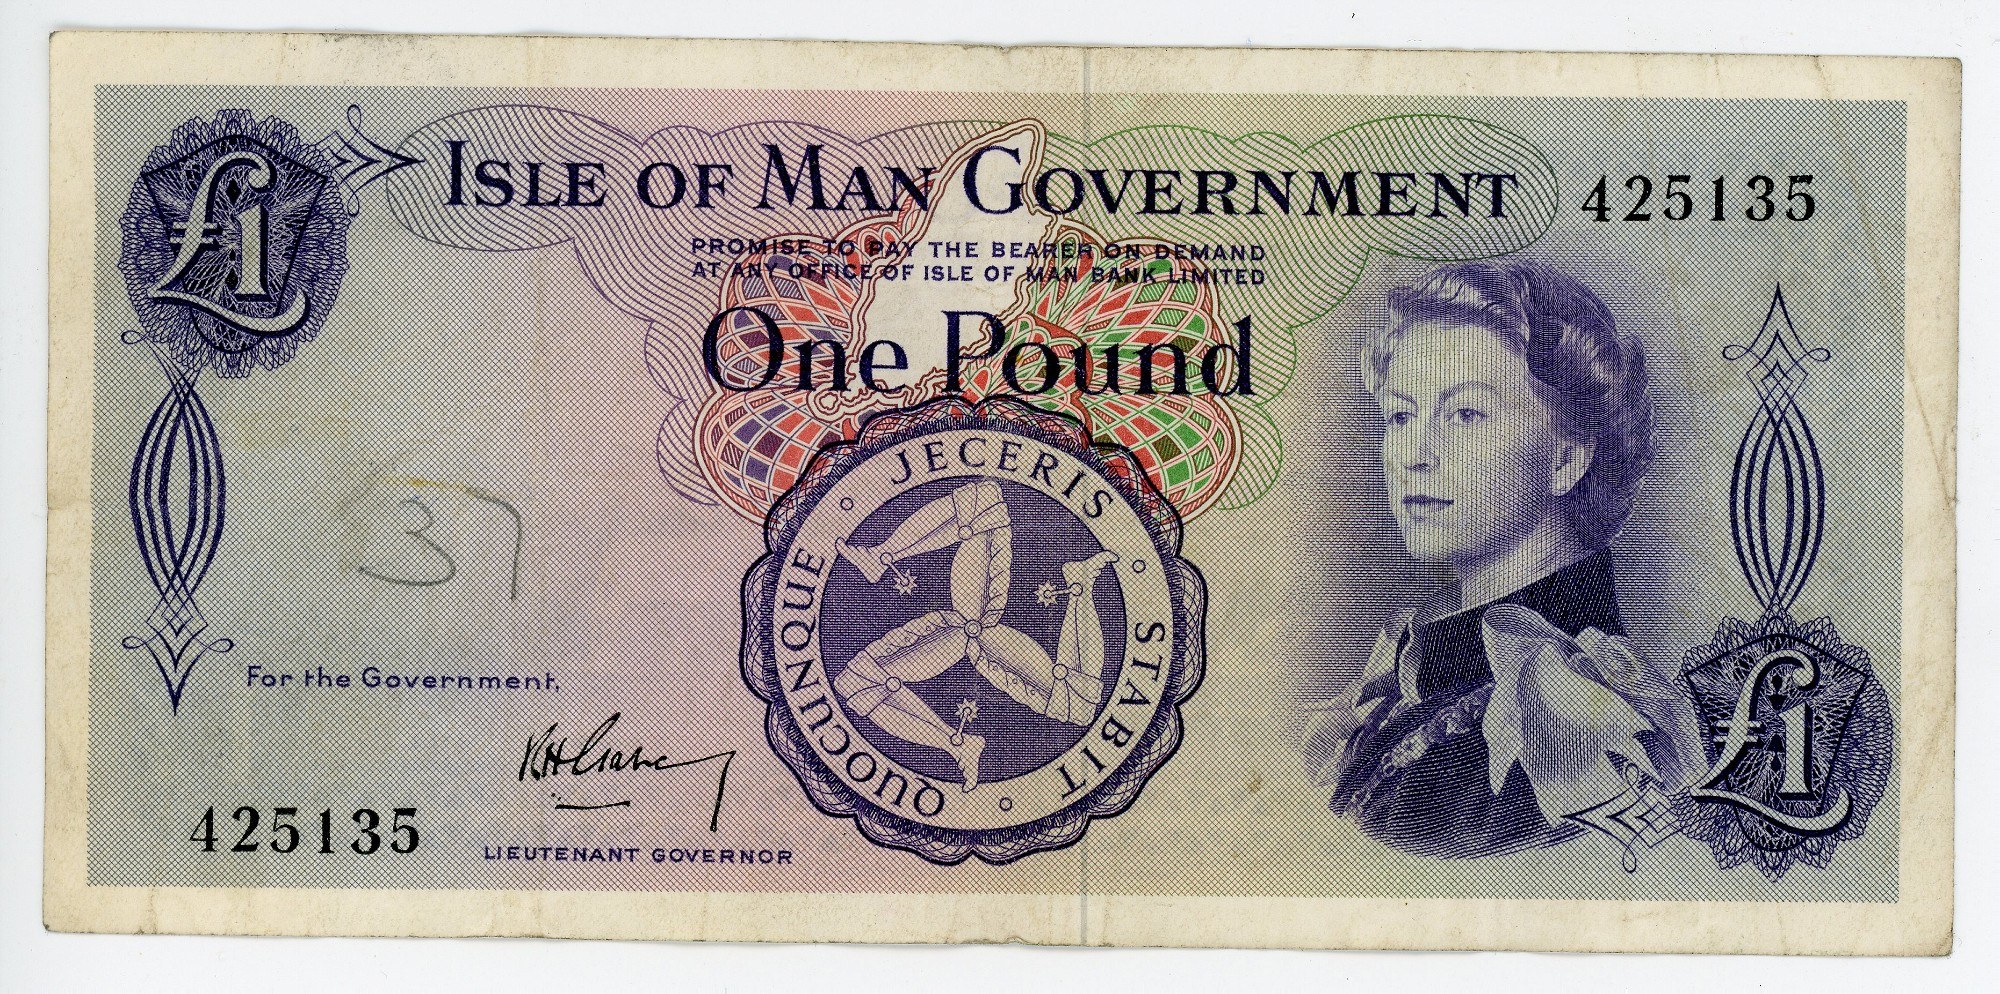 £1
ISLE OF MAN GOVERNMENT
425135
PROMISE TO PAY THE BEARER ON DEMAND
AT ANY OFFICE OF ISLE OF MAN BANK LIMITED
One Pound
37
QUOCUNQUE JECERIS STABIT
For the Government,
425135
LIEUTENANT GOVERNOR
£1